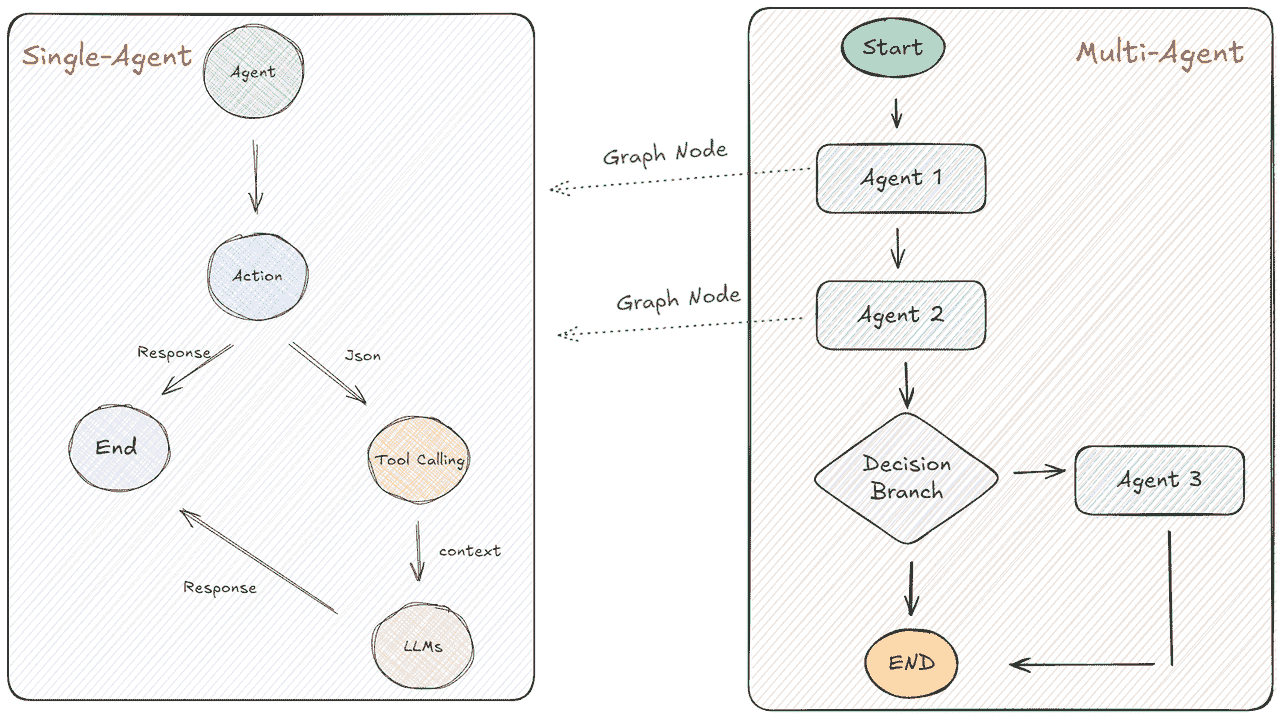 Single-Agent
Agent
Action
Response
Json
End
Tool Calling
context
Response
LLMs
Graph Node
Graph Node
Multi-Agent
Start
Agent 1
Agent 2
Decision
Branch
Agent 3
END